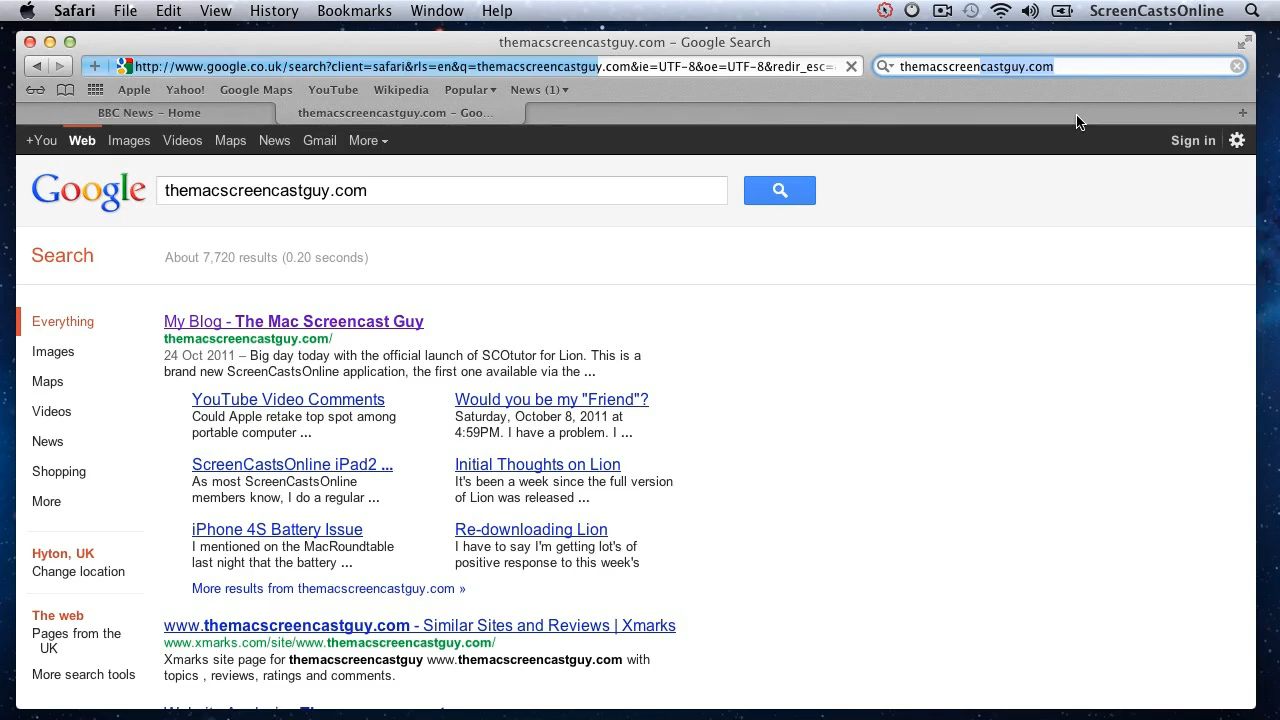 Safari File Edit View History Bookmarks Window Help ScreenCastsOnline
themacscreencastguy.com – Google Search
http://www.google.co.uk/search?client=safari&rls=en&q=themacscreencastguy.com&ie=UTF-8&oe=UTF-8&redir_esc= themacscreencastguy.com
Apple Yahoo! Google Maps YouTube Wikipedia Popular News (1)
BBC News – Home themacscreencastguy.com – Goo...
+You Web Images Videos Maps News Gmail More Sign in
Google themacscreencastguy.com
Search About 7,720 results (0.20 seconds)
Everything
Images
Maps
Videos
News
Shopping
More
Hyton, UK
Change location
The web
Pages from the
UK
More search tools
My Blog - The Mac Screencast Guy
themacscreencastguy.com/
24 Oct 2011 – Big day today with the official launch of SCOtutor for Lion. This is a
brand new ScreenCastsOnline application, the first one available via the ...
YouTube Video Comments
Could Apple retake top spot among
portable computer ...
Would you be my "Friend"?
Saturday, October 8, 2011 at
4:59PM. I have a problem. I ...
ScreenCastsOnline iPad2 ...
As most ScreenCastsOnline
members know, I do a regular ...
Initial Thoughts on Lion
It's been a week since the full version
of Lion was released ...
iPhone 4S Battery Issue
I mentioned on the MacRoundtable
last night that the battery ...
Re-downloading Lion
I have to say I'm getting lot's of
positive response to this week's
More results from themacscreencastguy.com »
www.themacscreencastguy.com - Similar Sites and Reviews | Xmarks
www.xmarks.com/site/www.themacscreencastguy.com/
Xmarks site page for themacscreencastguy www.themacscreencastguy.com with
topics , reviews, ratings and comments.